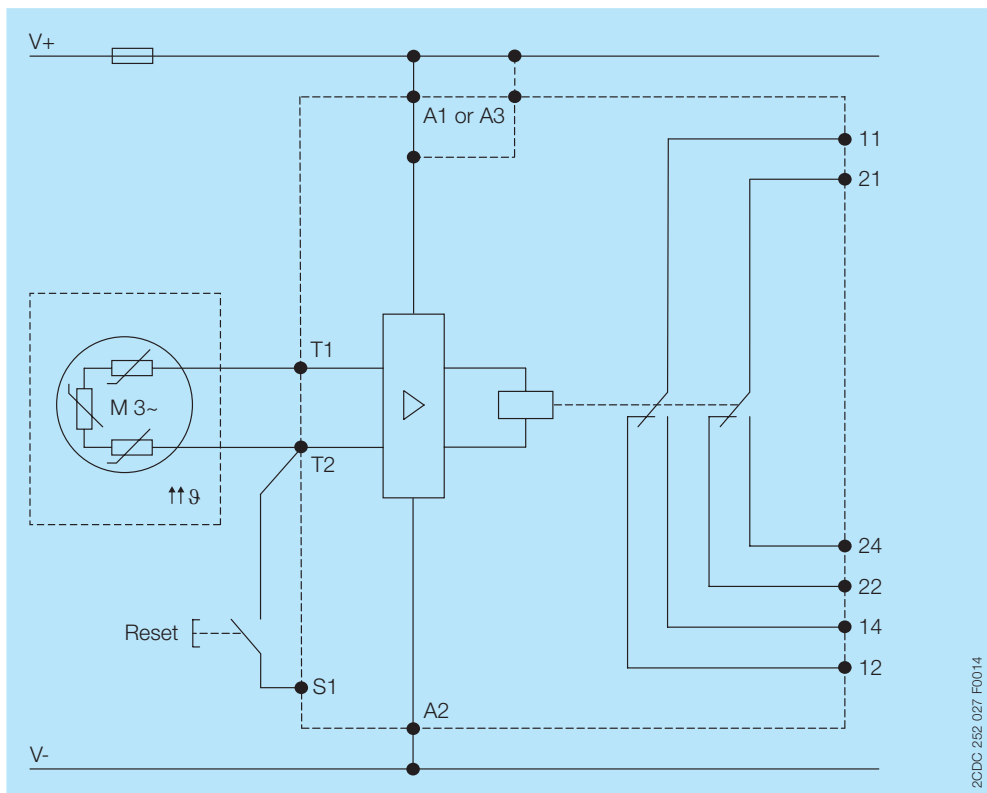 V+
A1 or A3
11
21
T1
M 3~
T2
↑↑ϑ
24
22
Reset
14
12
S1
A2
V-
2CDC 252 027 F0014